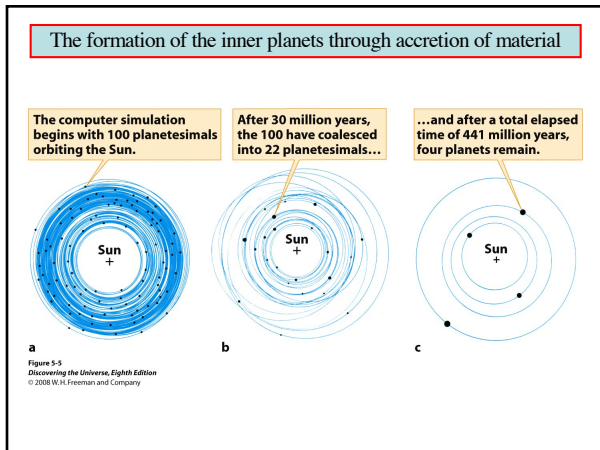 The formation of the inner planets through accretion of material
The computer simulation
begins with 100 planetesimals
orbiting the Sun.
After 30 million years,
the 100 have coalesced
into 22 planetesimals...
...and after a total elapsed
time of 441 million years,
four planets remain.
Sun
+
Sun
+
Sun
+
a
b
c
Figure 5-5
Discovering the Universe, Eighth Edition
© 2008 W. H. Freeman and Company